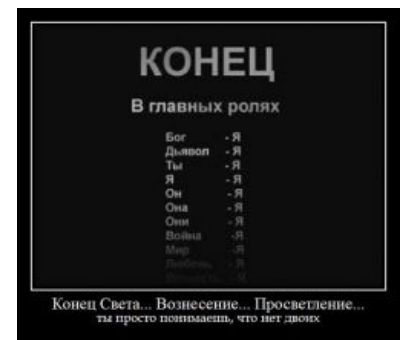 КОНЕЦ
В главных ролях
Бог - Я
Дьявол - Я
Ты - Я
Я - Я
Он - Я
Она - Я
Они - Я
Война -Я
Мир -Я
Любовь - Я
- Я
Конец Света... Вознесение... Просветление...
ты просто понимаешь, что нет двоих